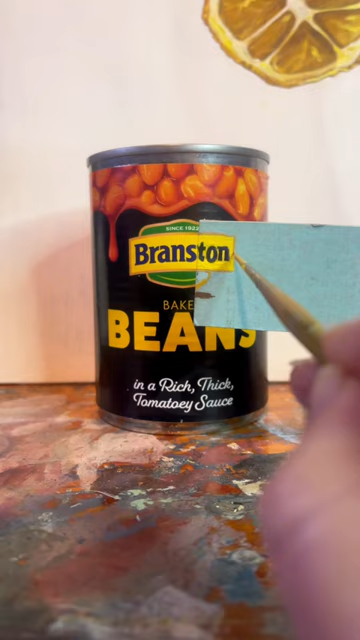 SINCE 1922
Branston
BAKE
BEANS
in a Rich, Thick,
Tomatoey Sauce